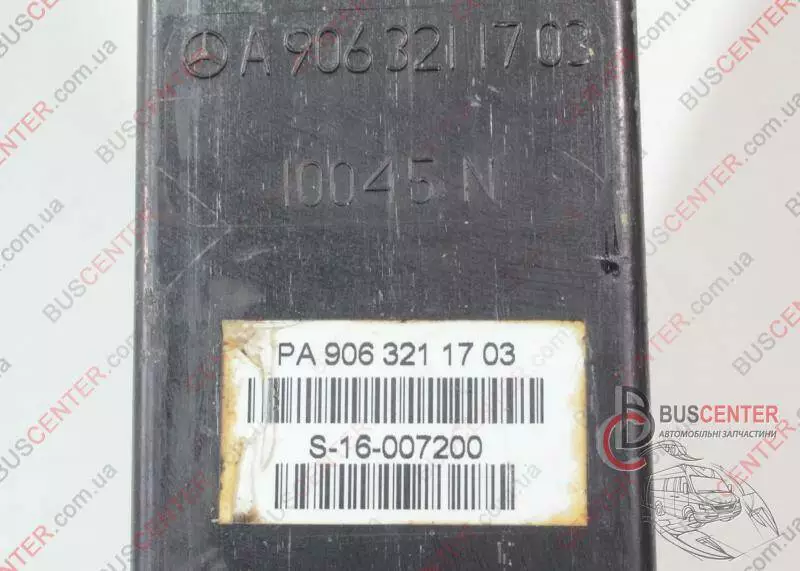 A 906 321 17 03
10045 N
PA 906 321 17 03
S-16-007200
BUSCENTER
АВТОМОБІЛЬНІ ЗАПЧАСТИНИ
BUSCENTER.com.ua